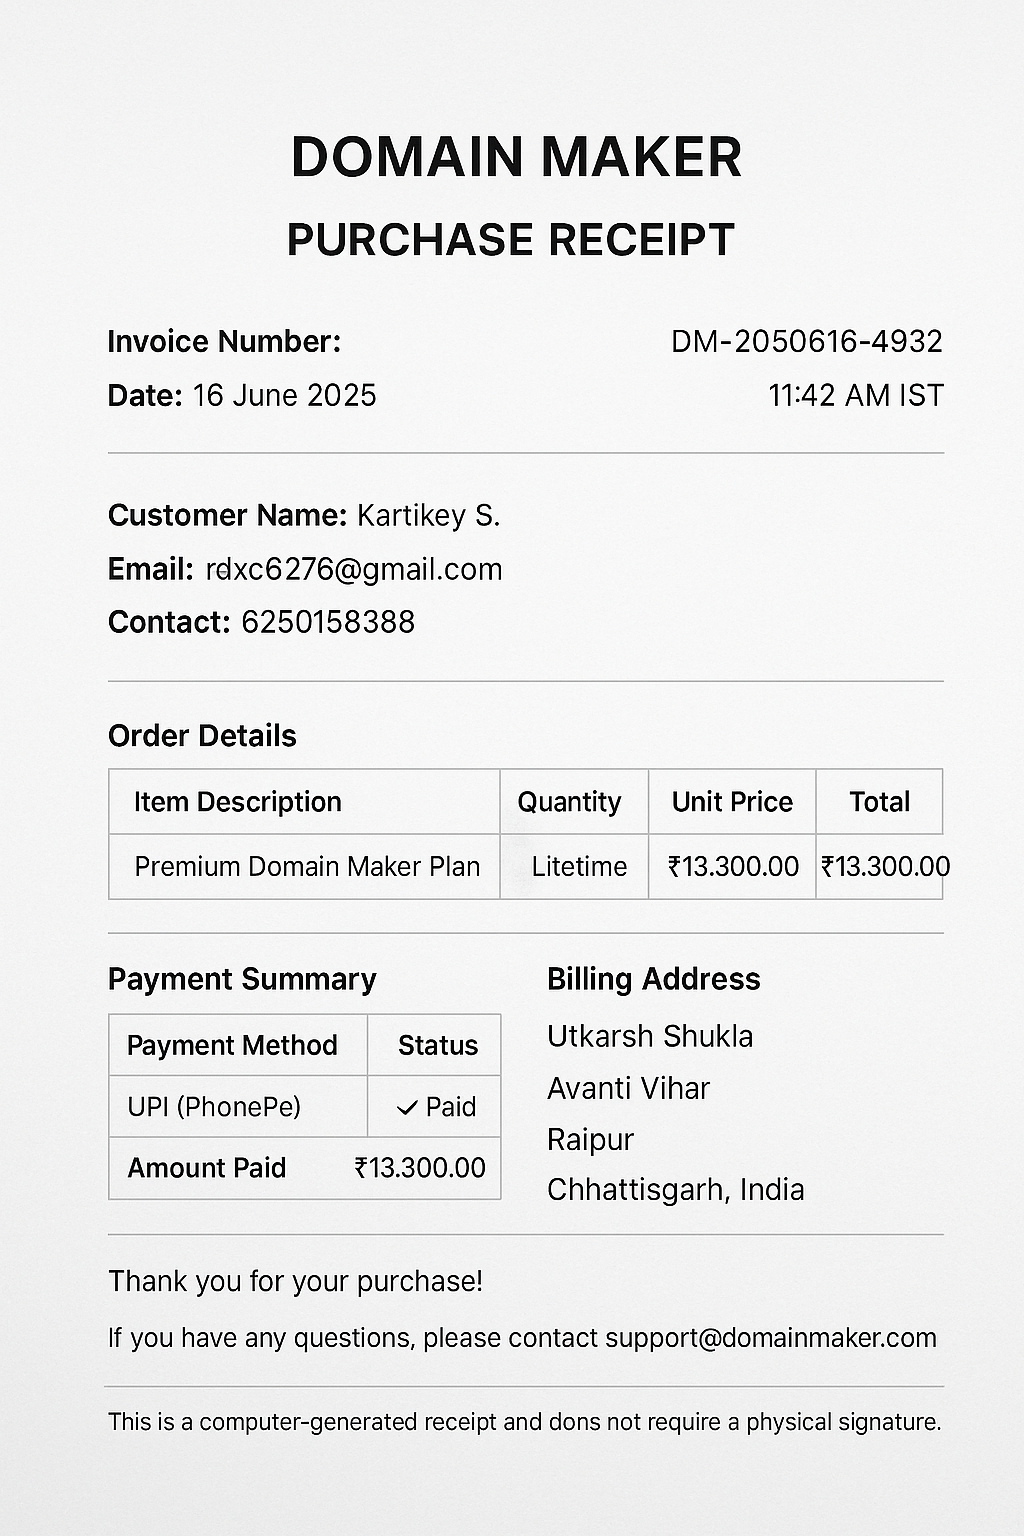 DOMAIN MAKER
PURCHASE RECEIPT
Invoice Number: DM-2050616-4932
Date: 16 June 2025 11:42 AM IST
Customer Name: Kartikey S.
Email: rdxc6276@gmail.com
Contact: 6250158388
Order Details
Item Description Quantity Unit Price Total
Premium Domain Maker Plan Litetime ₹13.300.00 ₹13.300.00
Payment Summary
Payment Method Status
UPI (PhonePe) ✓ Paid
Amount Paid ₹13.300.00
Billing Address
Utkarsh Shukla
Avanti Vihar
Raipur
Chhattisgarh, India
Thank you for your purchase!
If you have any questions, please contact support@domainmaker.com
This is a computer-generated receipt and dons not require a physical signature.